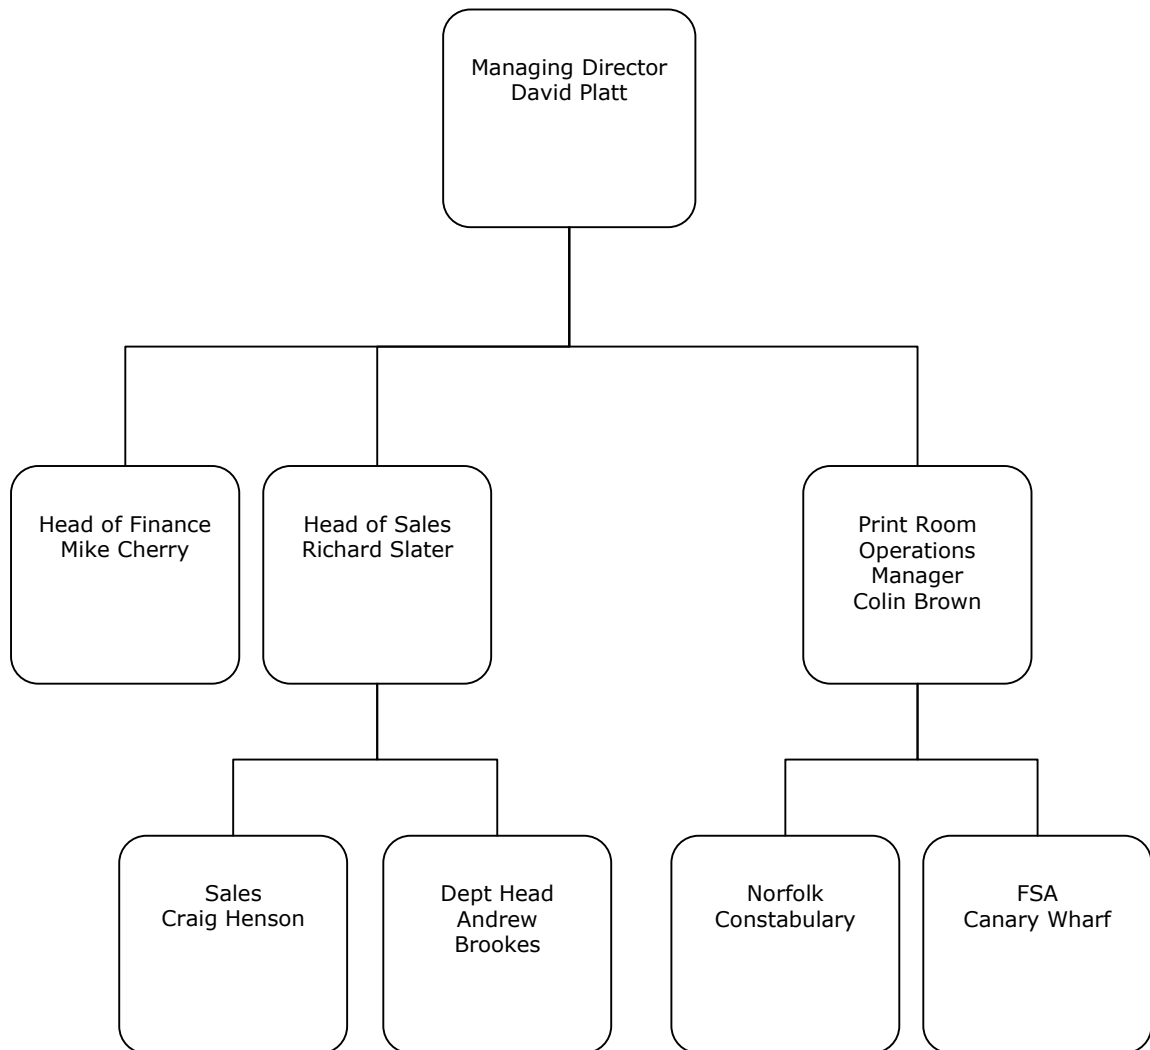 Managing Director
David Platt
Head of Finance
Mike Cherry
Head of Sales
Richard Slater
Print Room
Operations
Manager
Colin Brown
Sales
Craig Henson
Dept Head
Andrew
Brookes
Norfolk
Constabulary
FSA
Canary Wharf